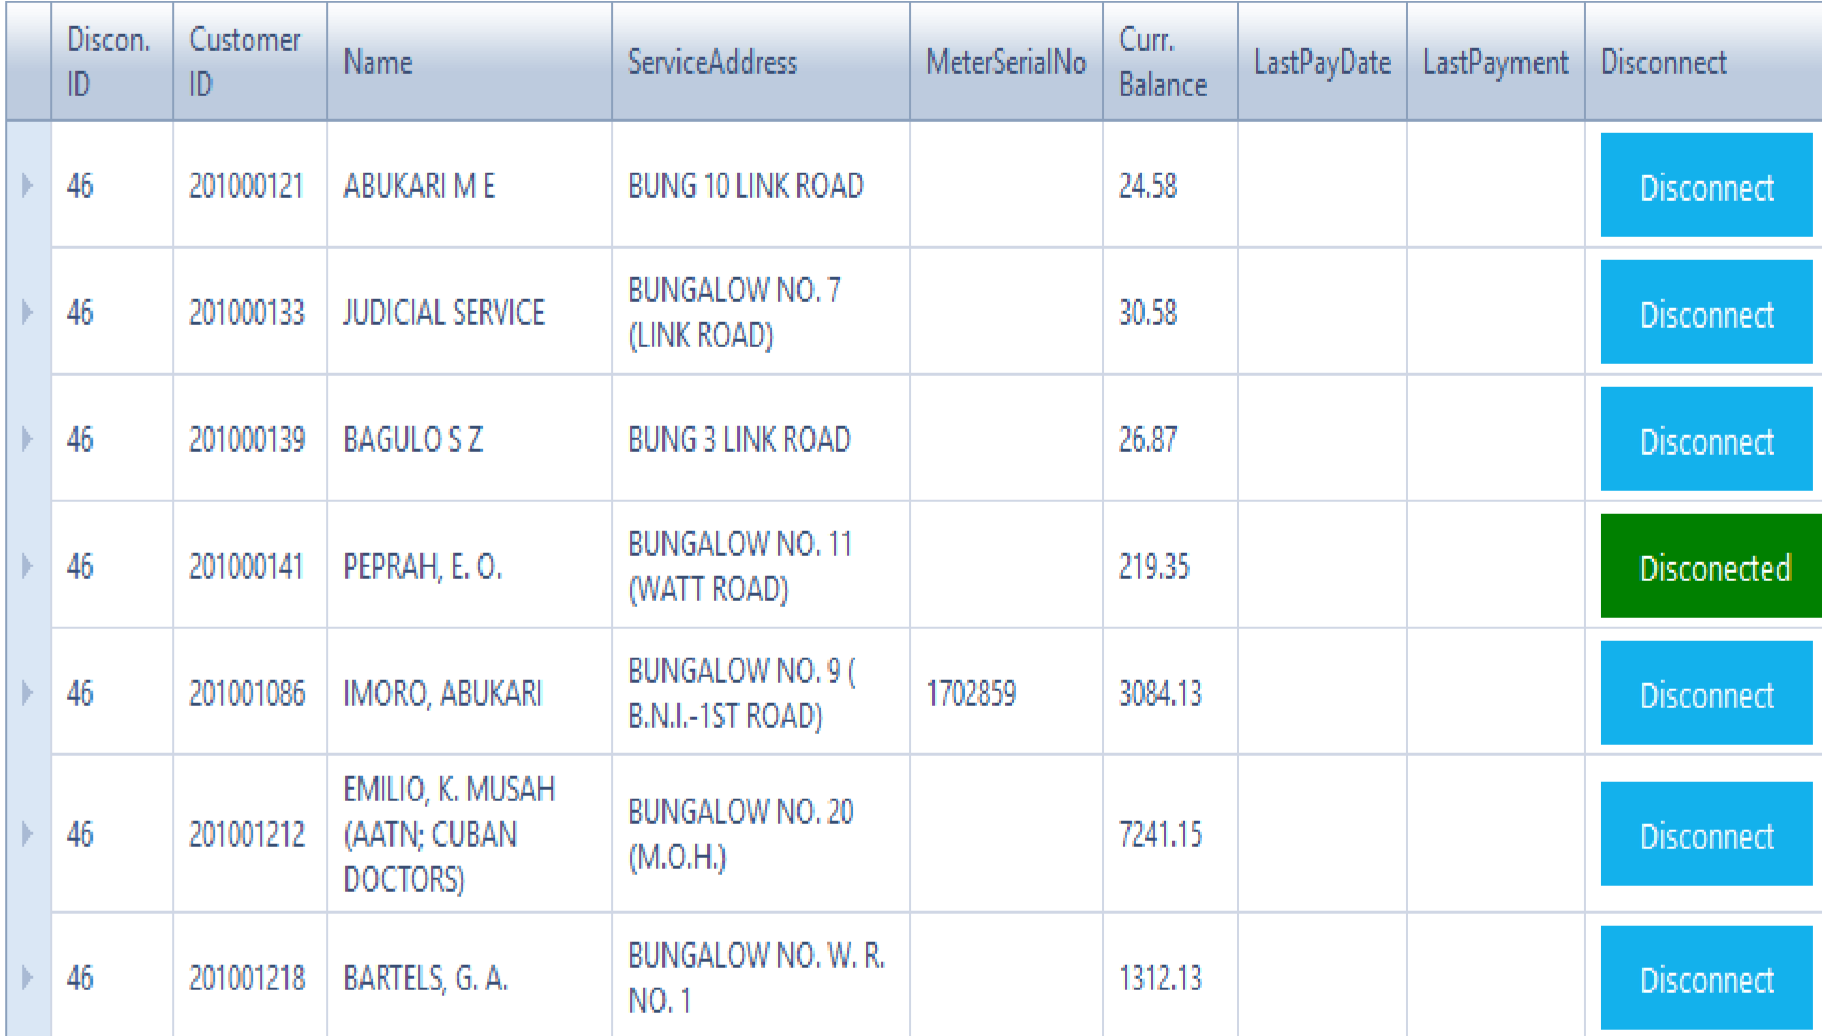 Discon. ID Customer ID Name ServiceAddress MeterSerialNo Curr. Balance LastPayDate LastPayment Disconnect
46 201000121 ABUKARI M E BUNG 10 LINK ROAD 24.58 Disconnect
46 201000133 JUDICIAL SERVICE BUNGALOW NO. 7 (LINK ROAD) 30.58 Disconnect
46 201000139 BAGULO S Z BUNG 3 LINK ROAD 26.87 Disconnect
46 201000141 PEPRAH, E. O. BUNGALOW NO. 11 (WATT ROAD) 219.35 Disconected
46 201001086 IMORO, ABUKARI BUNGALOW NO. 9 ( B.N.I.-1ST ROAD) 1702859 3084.13 Disconnect
46 201001212 EMILIO, K. MUSAH (AATN; CUBAN DOCTORS) BUNGALOW NO. 20 (M.O.H.) 7241.15 Disconnect
46 201001218 BARTELS, G. A. BUNGALOW NO. W. R. NO. 1 1312.13 Disconnect